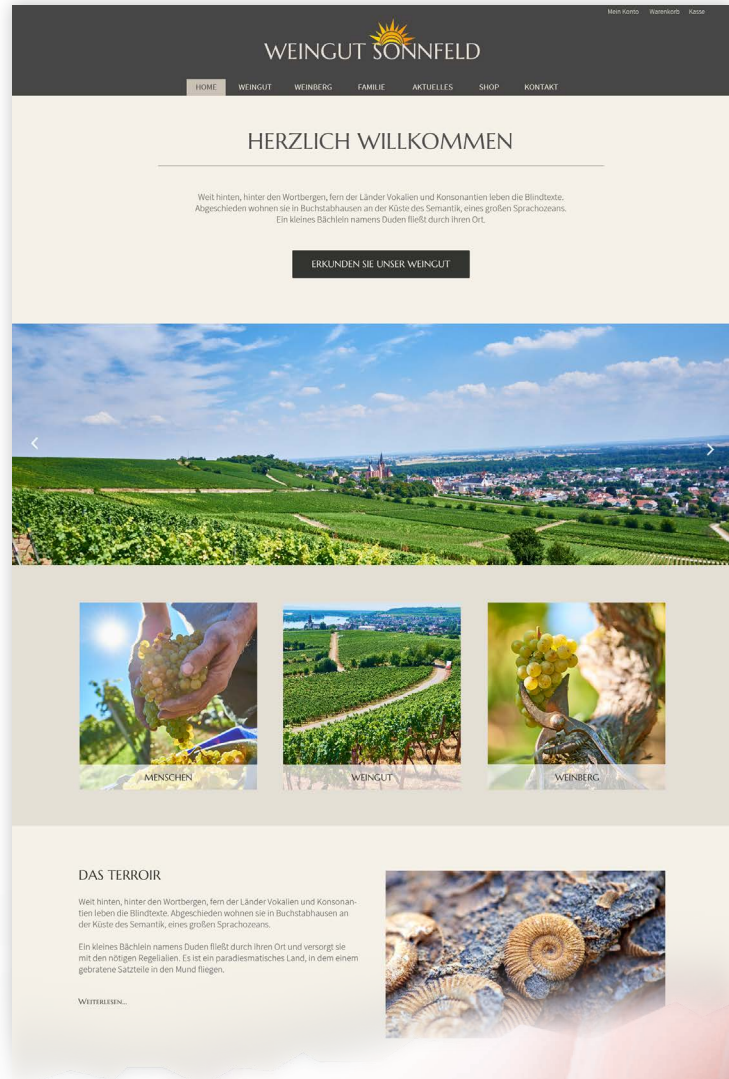 Mein Konto Warenkorb Kasse
WEINGUT SONNFELD
HOME WEINGUT WEINBERG FAMILIE AKTUELLES SHOP KONTAKT
HERZLICH WILLKOMMEN
Weit hinten, hinter den Wortbergen, fern der Länder Vokalien und Konsonantien leben die Blindtexte.
Abgeschieden wohnen sie in Buchstabhausen an der Küste des Semantik, eines großen Sprachozeans.
Ein kleines Bächlein namens Duden fließt durch ihren Ort.
ERKUNDEN SIE UNSER WEINGUT
MENSCHEN
WEINGUT
WEINBERG
DAS TERROIR
Weit hinten, hinter den Wortbergen, fern der Länder Vokalien und Konsonan-
tien leben die Blindtexte. Abgeschieden wohnen sie in Buchstabhausen an
der Küste des Semantik, eines großen Sprachozeans.
Ein kleines Bächlein namens Duden fließt durch ihren Ort und versorgt sie
mit den nötigen Regelialien. Es ist ein paradiesmatisches Land, in dem einem
gebratene Satzteile in den Mund fliegen.
WEITERLESEN...